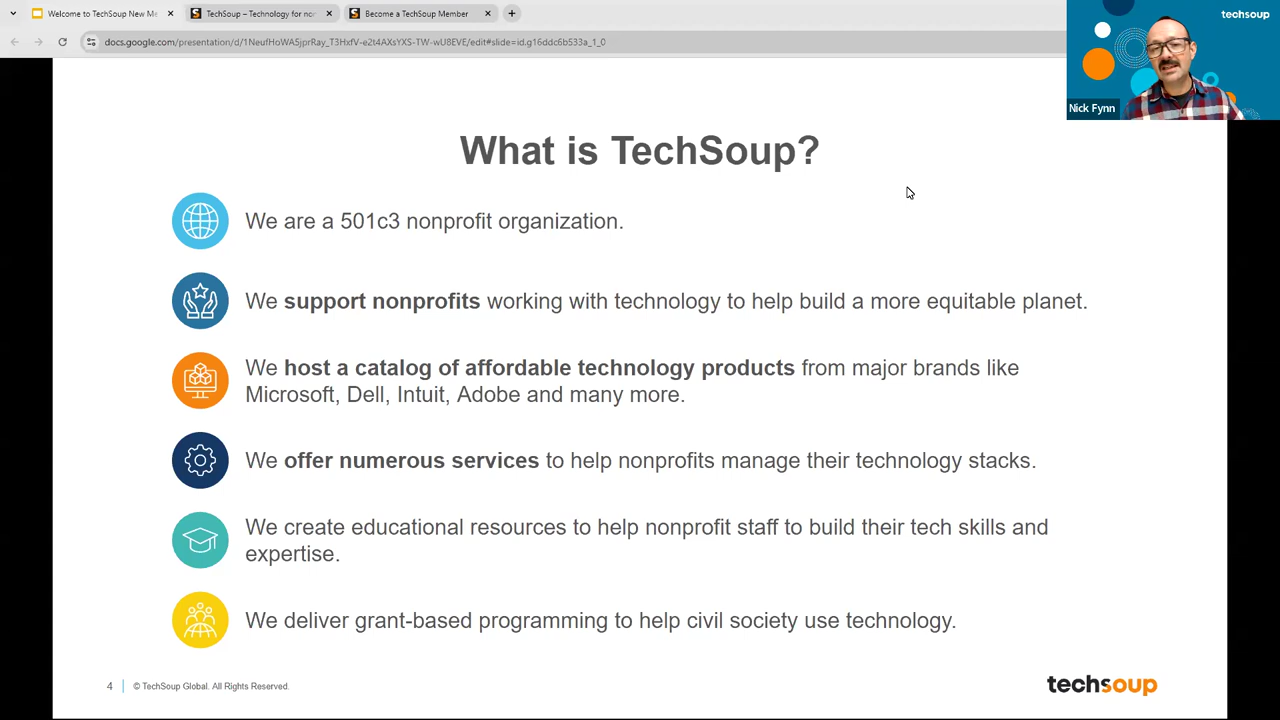 Welcome to TechSoup New Me
TechSoup – Technology for non
Become a TechSoup Member
docs.google.com/presentation/d/1NeufHoWA5jprRay_T3HxfV-e2t4AXsYXS-TW-wU8EVE/edit#slide=id.g16ddc6b533a_1_0
techsoup
Nick Fynn
What is TechSoup?
We are a 501c3 nonprofit organization.
We support nonprofits working with technology to help build a more equitable planet.
We host a catalog of affordable technology products from major brands like
Microsoft, Dell, Intuit, Adobe and many more.
We offer numerous services to help nonprofits manage their technology stacks.
We create educational resources to help nonprofit staff to build their tech skills and
expertise.
We deliver grant-based programming to help civil society use technology.
4
© TechSoup Global. All Rights Reserved.
techsoup